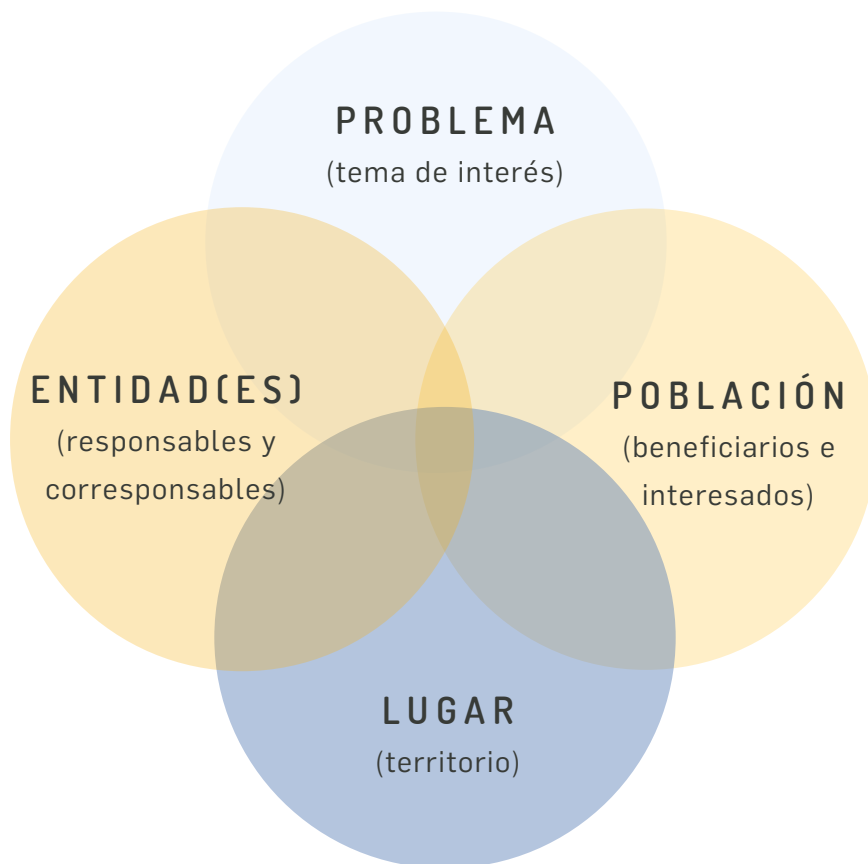 PROBLEMA
(tema de interés)
ENTIDAD(ES)
(responsables y
corresponsables)
POBLACIÓN
(beneficiarios e
interesados)
LUGAR
(territorio)